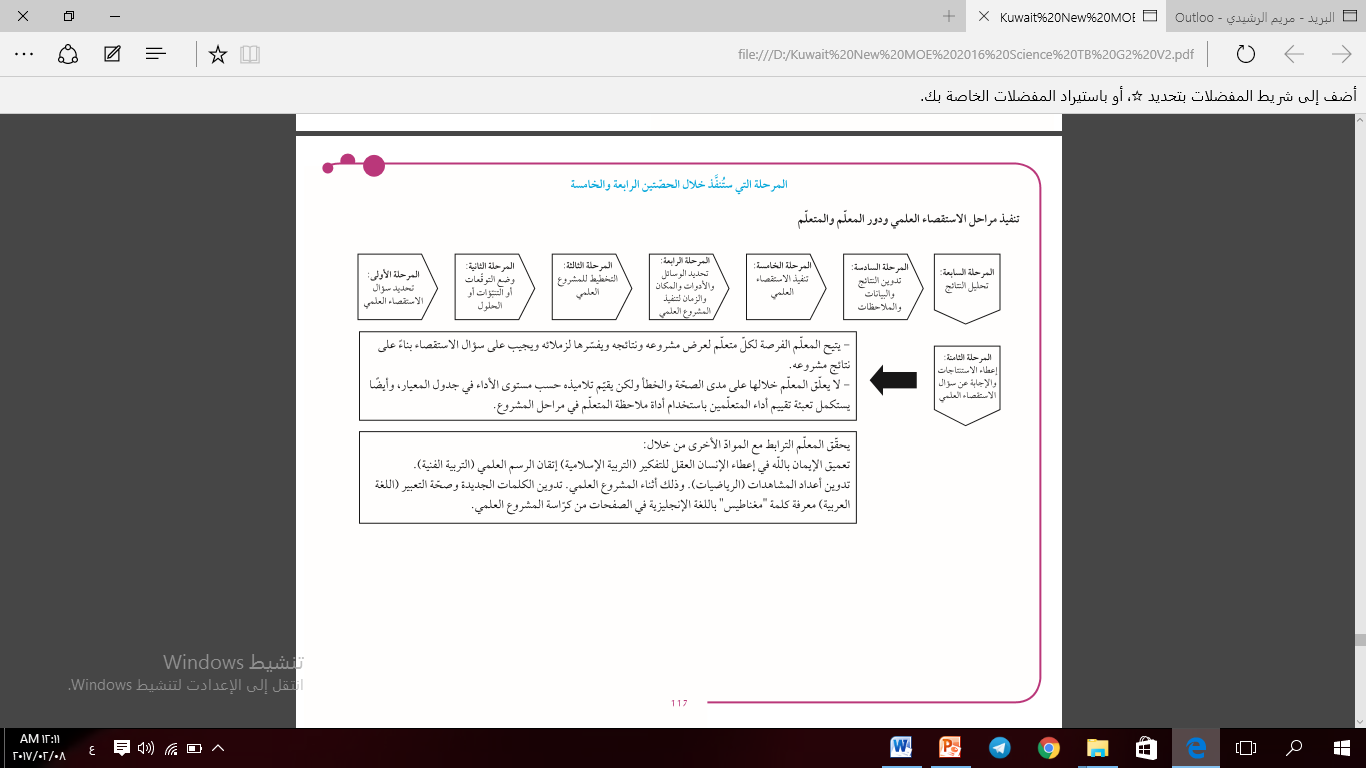 البريد - مريم الرشيدي - Outloo
Kuwait%20New%20MOE
file:///D:/Kuwait%20New%20MOE%202016%20Science%20TB%20G2%20V2.pdf
أضف إلى شريط المفضلات بتحديد ☆، أو باستيراد المفضلات الخاصة بك.
المرحلة التي ستُنفَّذ خلال الحصّتين الرابعة والخامسة
تنفيذ مراحل الاستقصاء العلمي ودور المعلّم والمتعلّم
المرحلة الأولى:
تحديد سؤال
الاستقصاء العلمي
المرحلة الثانية:
وضع التوقّعات
أو التنبّؤات أو
الحلول
المرحلة الثالثة:
التخطيط للمشروع
العلمي
المرحلة الرابعة:
تحديد الوسائل
والأدوات والمكان
والزمان لتنفيذ
المشروع العلمي
المرحلة الخامسة:
تنفيذ الاستقصاء
العلمي
المرحلة السادسة:
تدوين النتائج
والبيانات
والملاحظات
المرحلة السابعة:
تحليل النتائج
المرحلة الثامنة:
إعطاء الاستنتاجات
والإجابة عن سؤال
الاستقصاء العلمي
– يتيح المعلّم الفرصة لكلّ متعلّم لعرض مشروعه ونتائجه ويفسّرها لزملائه ويجيب على سؤال الاستقصاء بناءً على
نتائج مشروعه.
– لا يعلّق المعلّم خلالها على مدى الصحّة والخطأ ولكن يقيّم تلاميذه حسب مستوى الأداء في جدول المعيار، وأيضًا
يستكمل تعبئة تقييم أداء المتعلّمين باستخدام أداة ملاحظة المتعلّم في مراحل المشروع.
يحقّق المعلّم الترابط مع الموادّ الأخرى من خلال:
تعميق الإيمان باللّه في إعطاء الإنسان العقل للتفكير (التربية الإسلامية) إتقان الرسم العلمي (التربية الفنية).
تدوين أعداد المشاهدات (الرياضيات). وذلك أثناء المشروع العلمي. تدوين الكلمات الجديدة وصحّة التعبير (اللغة
العربية) معرفة كلمة "مغناطيس" باللغة الإنجليزية في الصفحات من كرّاسة المشروع العلمي.
117
تنشيط Windows
انتقل إلى الإعدادت لتنشيط Windows.
١٢:١١ AM
٢٠١٧/٠٢/٠٨
ع